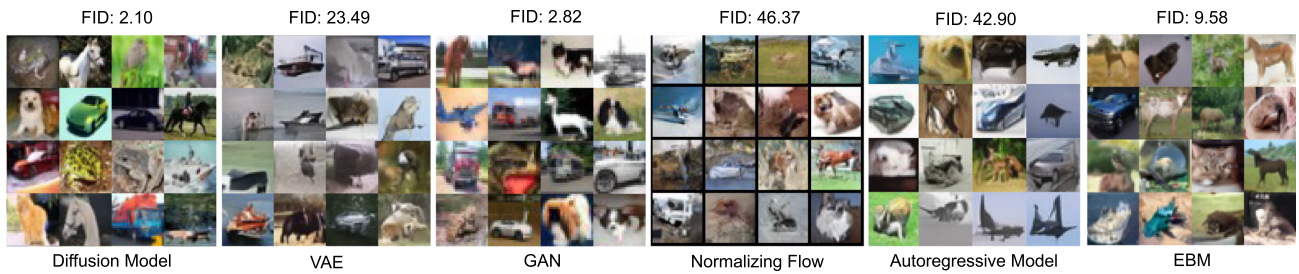 FID: 2.10 FID: 23.49 FID: 2.82 FID: 46.37 FID: 42.90 FID: 9.58
Diffusion Model VAE GAN Normalizing Flow Autoregressive Model EBM